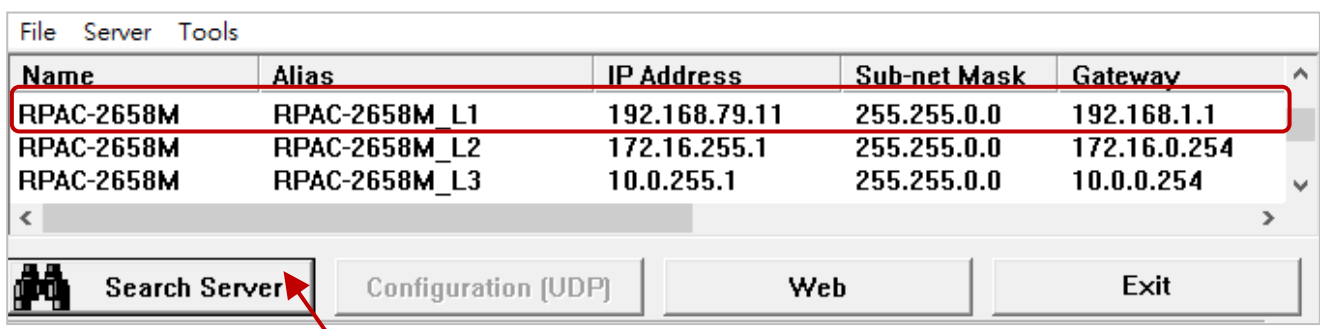 File Server Tools
Name Alias IP Address Sub-net Mask Gateway
RPAC-2658M RPAC-2658M_L1 192.168.79.11 255.255.0.0 192.168.1.1
RPAC-2658M RPAC-2658M_L2 172.16.255.1 255.255.0.0 172.16.0.254
RPAC-2658M RPAC-2658M_L3 10.0.255.1 255.255.0.0 10.0.0.254
Search Server Configuration (UDP) Web Exit